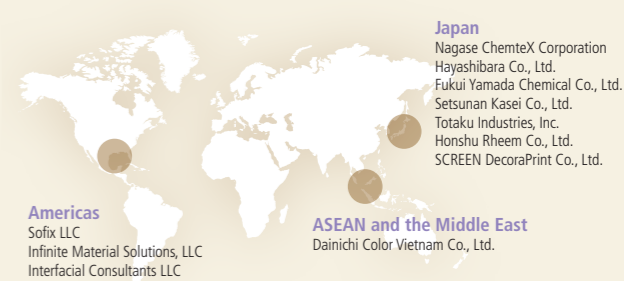 Japan
Nagase ChemteX Corporation
Hayashibara Co., Ltd.
Fukui Yamada Chemical Co., Ltd.
Setsunan Kasei Co., Ltd.
Totaku Industries, Inc.
Honshu Rheem Co., Ltd.
SCREEN DecoraPrint Co., Ltd.
Americas
Sofix LLC
Infinite Material Solutions, LLC
Interfacial Consultants LLC
ASEAN and the Middle East
Dainichi Color Vietnam Co., Ltd.